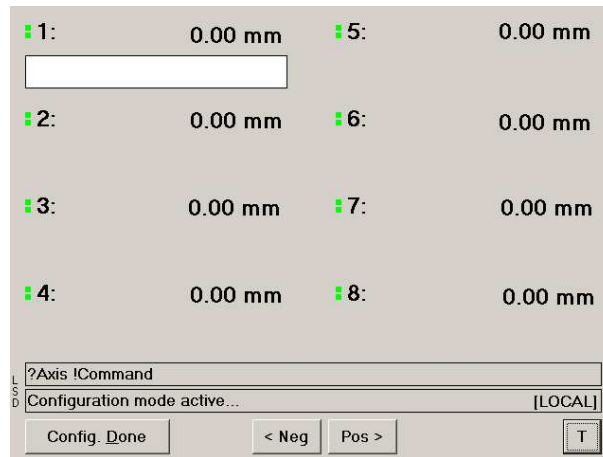 1: 0.00 mm
5: 0.00 mm
2: 0.00 mm
6: 0.00 mm
3: 0.00 mm
7: 0.00 mm
4: 0.00 mm
8: 0.00 mm
?Axis !Command
L
S
D
Configuration mode active... [LOCAL]
Config. Done < Neg Pos > T